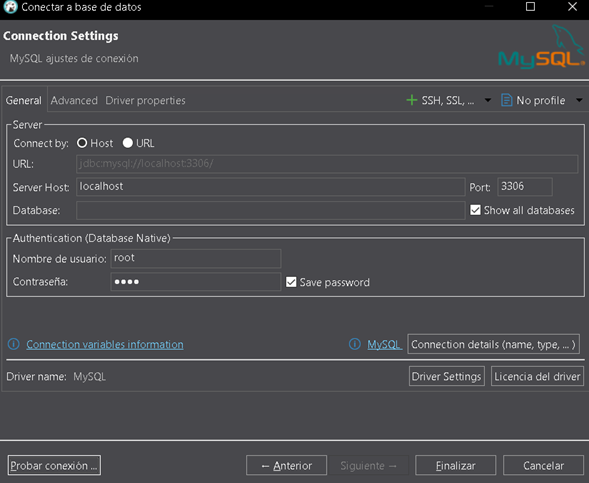 Conectar a base de datos
Connection Settings
MySQL ajustes de conexión
MySQL®
General Advanced Driver properties SSH, SSL, ... No profile
Server
Connect by: Host URL
URL: jdbc:mysql://localhost:3306/
Server Host: localhost Port: 3306
Database: Show all databases
Authentication (Database Native)
Nombre de usuario: root
Contraseña: •••• Save password
Connection variables information MySQL Connection details (name, type, ... )
Driver name: MySQL Driver Settings Licencia del driver
Probar conexión ... ← Anterior Siguiente → Finalizar Cancelar